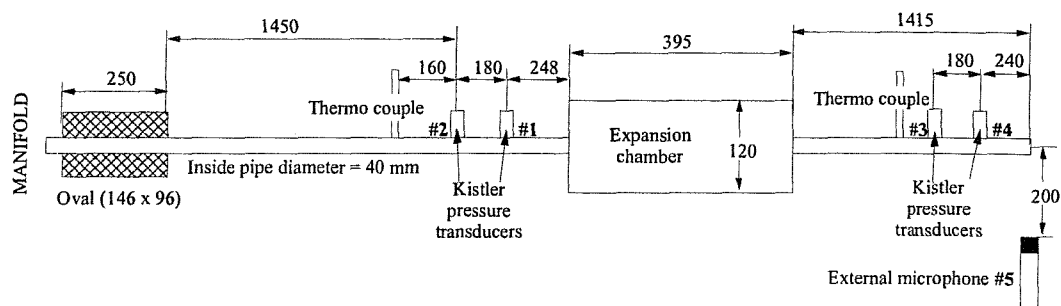 1450
1415
395
250
160
180
248
180
240
MANIFOLD
Thermo couple
#2
#1
Thermo couple
#3
#4
Expansion
chamber
120
Inside pipe diameter = 40 mm
Oval (146 x 96)
Kistler
pressure
transducers
Kistler
pressure
transducers
200
External microphone #5